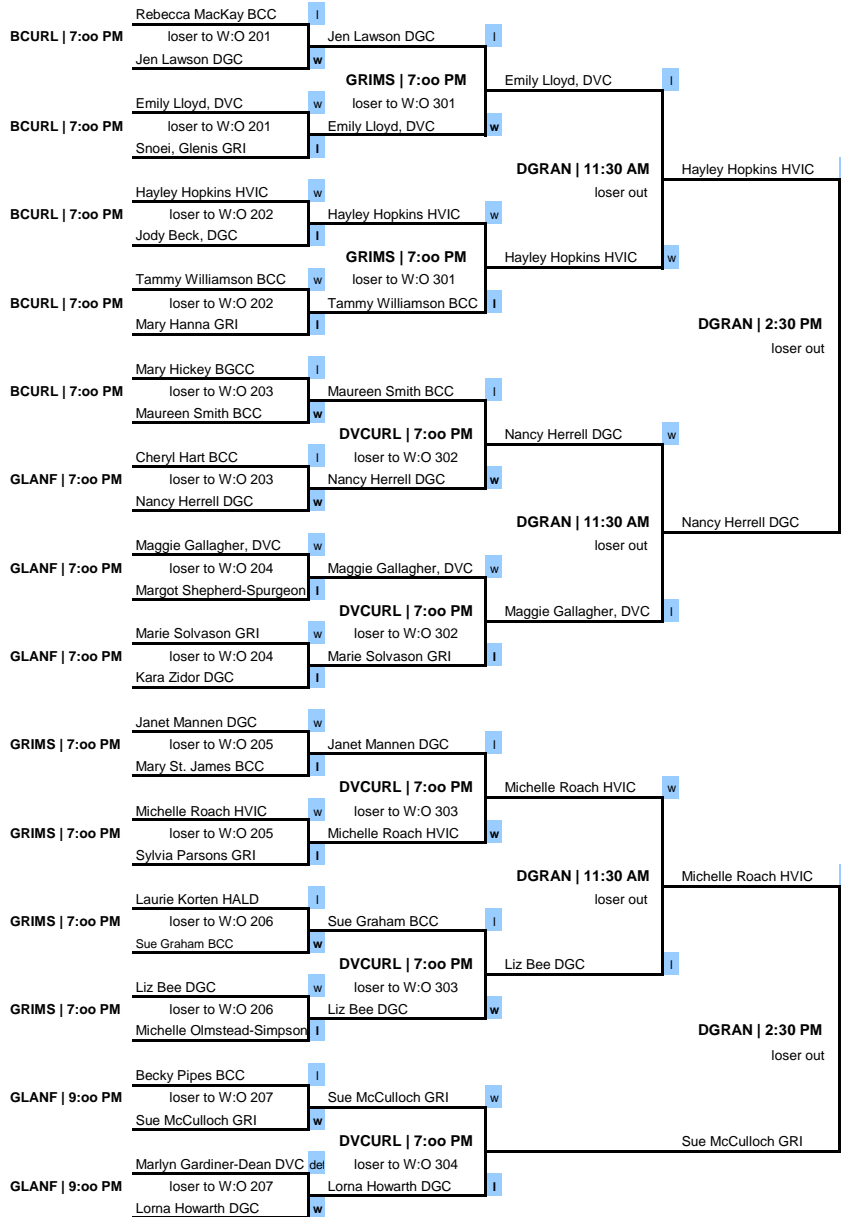 Rebecca MacKay BCC l
BCURL | 7:oo PM loser to W:O 201 Jen Lawson DGC l
Jen Lawson DGC w
GRIMS | 7:oo PM Emily Lloyd, DVC l
Emily Lloyd, DVC w loser to W:O 301
BCURL | 7:oo PM loser to W:O 201 Emily Lloyd, DVC w
Snoei, Glenis GRI l
DGRAN | 11:30 AM Hayley Hopkins HVIC
loser out
Hayley Hopkins HVIC w
BCURL | 7:oo PM loser to W:O 202 Hayley Hopkins HVIC w
Jody Beck, DGC l
GRIMS | 7:oo PM Hayley Hopkins HVIC w
Tammy Williamson BCC w loser to W:O 301
BCURL | 7:oo PM loser to W:O 202 Tammy Williamson BCC l
Mary Hanna GRI l
DGRAN | 2:30 PM
loser out
Mary Hickey BGCC l
BCURL | 7:oo PM loser to W:O 203 Maureen Smith BCC l
Maureen Smith BCC w
DVCURL | 7:oo PM Nancy Herrell DGC w
Cheryl Hart BCC l loser to W:O 302
GLANF | 7:oo PM loser to W:O 203 Nancy Herrell DGC w
Nancy Herrell DGC w
DGRAN | 11:30 AM Nancy Herrell DGC
loser out
Maggie Gallagher, DVC w
GLANF | 7:oo PM loser to W:O 204 Maggie Gallagher, DVC w
Margot Shepherd-Spurgeon l
DVCURL | 7:oo PM Maggie Gallagher, DVC l
Marie Solvason GRI w loser to W:O 302
GLANF | 7:oo PM loser to W:O 204 Marie Solvason GRI l
Kara Zidor DGC l
Janet Mannen DGC w
GRIMS | 7:oo PM loser to W:O 205 Janet Mannen DGC l
Mary St. James BCC l
DVCURL | 7:oo PM Michelle Roach HVIC w
Michelle Roach HVIC w loser to W:O 303
GRIMS | 7:oo PM loser to W:O 205 Michelle Roach HVIC w
Sylvia Parsons GRI l
DGRAN | 11:30 AM Michelle Roach HVIC
loser out
Laurie Korten HALD l
GRIMS | 7:oo PM loser to W:O 206 Sue Graham BCC l
Sue Graham BCC w
DVCURL | 7:oo PM Liz Bee DGC l
Liz Bee DGC w loser to W:O 303
GRIMS | 7:oo PM loser to W:O 206 Liz Bee DGC w
Michelle Olmstead-Simpson l
DGRAN | 2:30 PM
loser out
Becky Pipes BCC l
GLANF | 9:oo PM loser to W:O 207 Sue McCulloch GRI w
Sue McCulloch GRI w
DVCURL | 7:oo PM Sue McCulloch GRI
Marlyn Gardiner-Dean DVC def loser to W:O 304
GLANF | 9:oo PM loser to W:O 207 Lorna Howarth DGC l
Lorna Howarth DGC w